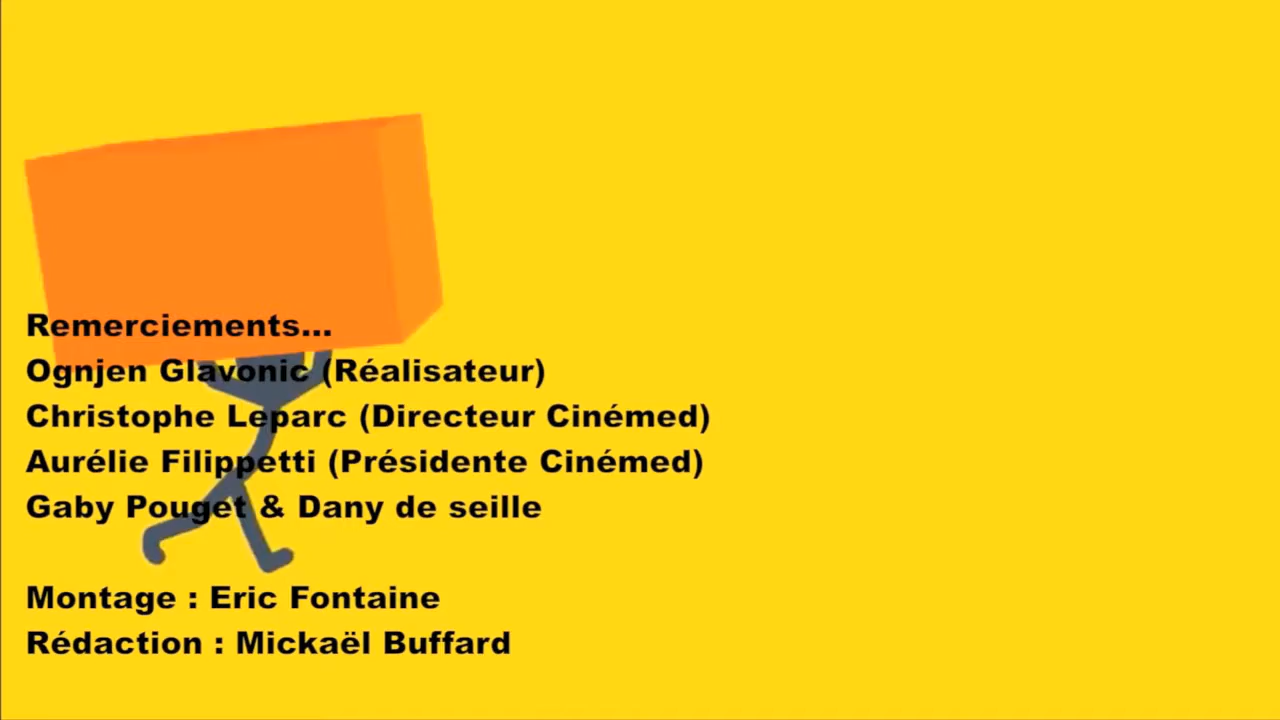 Remerciements...
Ognjen Glavonic (Réalisateur)
Christophe Leparc (Directeur Cinémed)
Aurélie Filippetti (Présidente Cinémed)
Gaby Pouget & Dany de seille
Montage : Eric Fontaine
Rédaction : Mickaël Buffard